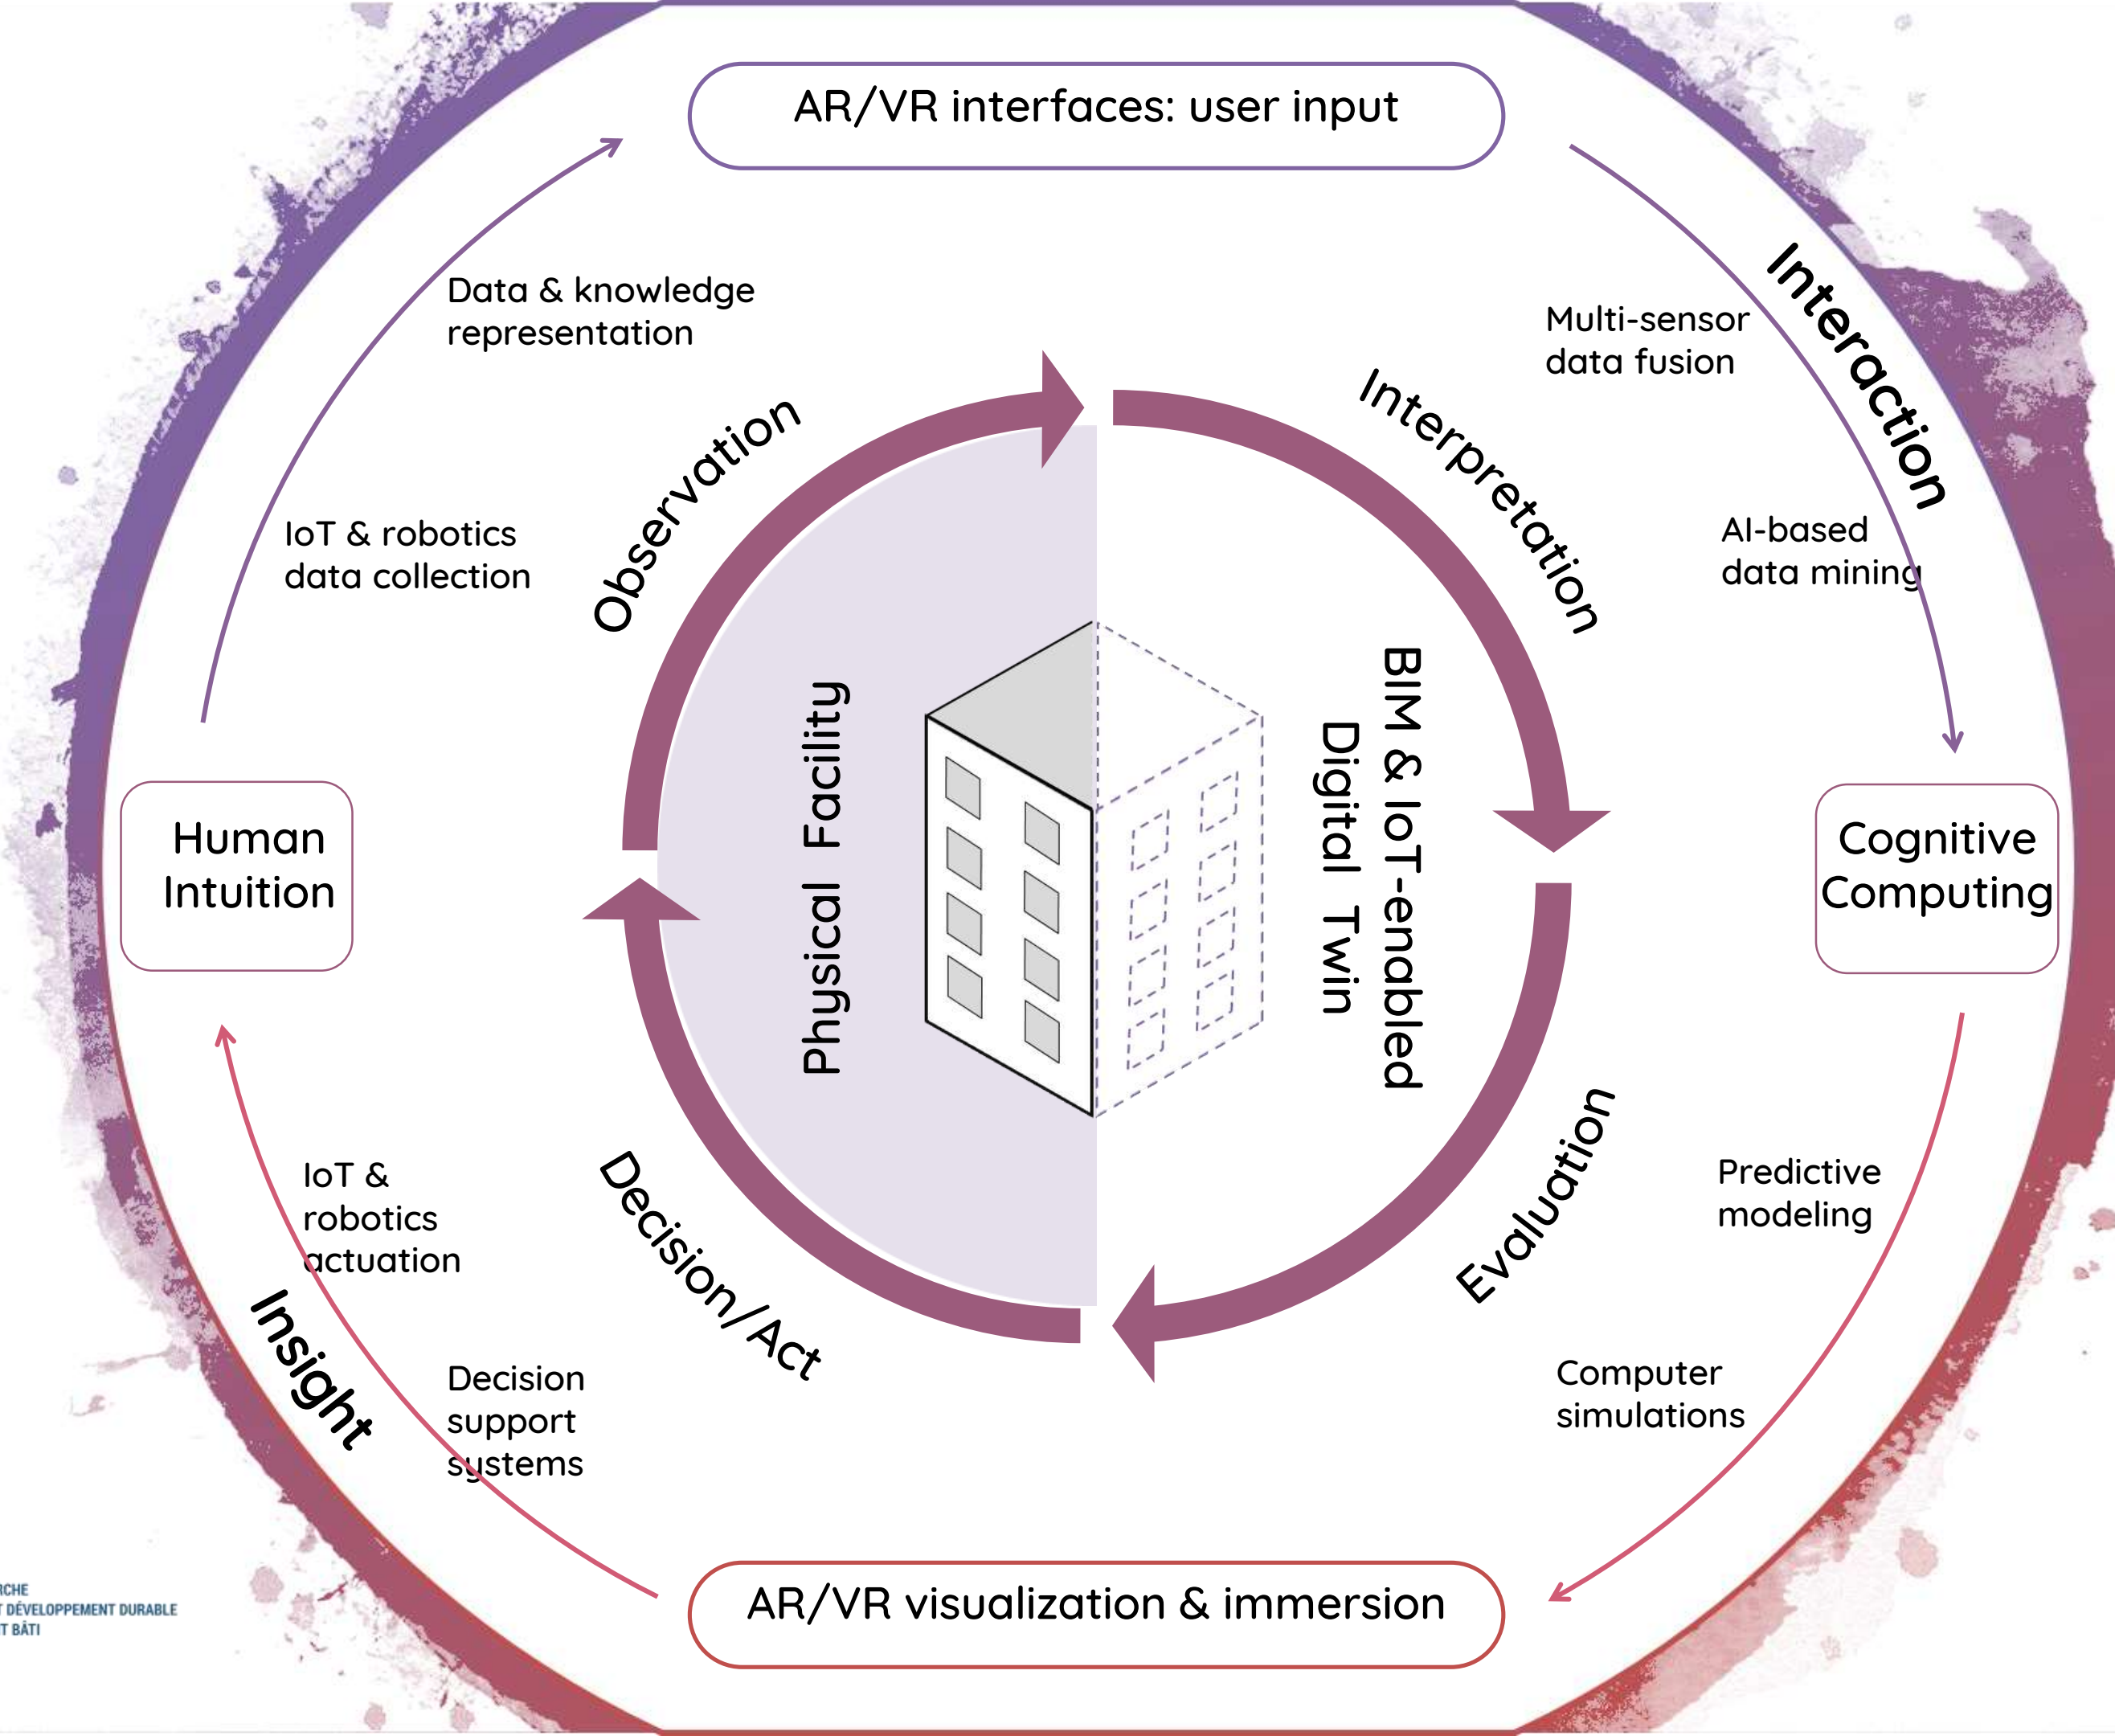 AR/VR interfaces: user input
Interaction
Data & knowledge
representation
Multi-sensor
data fusion
Observation
Interpretation
IoT & robotics
data collection
AI-based
data mining
Physical Facility
BIM & IoT-enabled
Digital Twin
Human
Intuition
Cognitive
Computing
IoT &
robotics
actuation
Predictive
modeling
Evaluation
Decision/Act
Insight
Decision
support
systems
Computer
simulations
AR/VR visualization & immersion
DÉVELOPPEMENT DURABLE
BÂTI